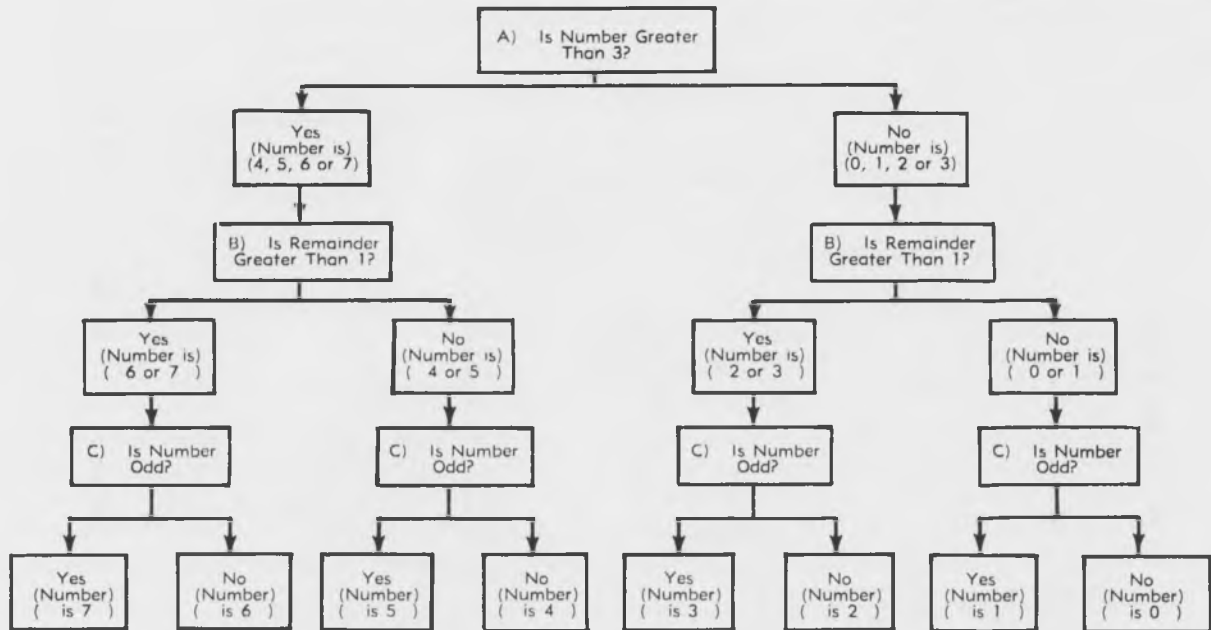 A) Is Number Greater
Than 3?
Yes
(Number is)
(4, 5, 6 or 7)
No
(Number is)
(0, 1, 2 or 3)
B) Is Remainder
Greater Than 1?
B) Is Remainder
Greater Than 1?
Yes
(Number is)
( 6 or 7 )
No
(Number is)
( 4 or 5 )
Yes
(Number is)
( 2 or 3 )
No
(Number is)
( 0 or 1 )
C) Is Number
Odd?
C) Is Number
Odd?
C) Is Number
Odd?
C) Is Number
Odd?
Yes
(Number)
( is 7 )
No
(Number)
( is 6 )
Yes
(Number)
( is 5 )
No
(Number)
( is 4 )
Yes
(Number)
( is 3 )
No
(Number)
( is 2 )
Yes
(Number)
( is 1 )
No
(Number)
( is 0 )